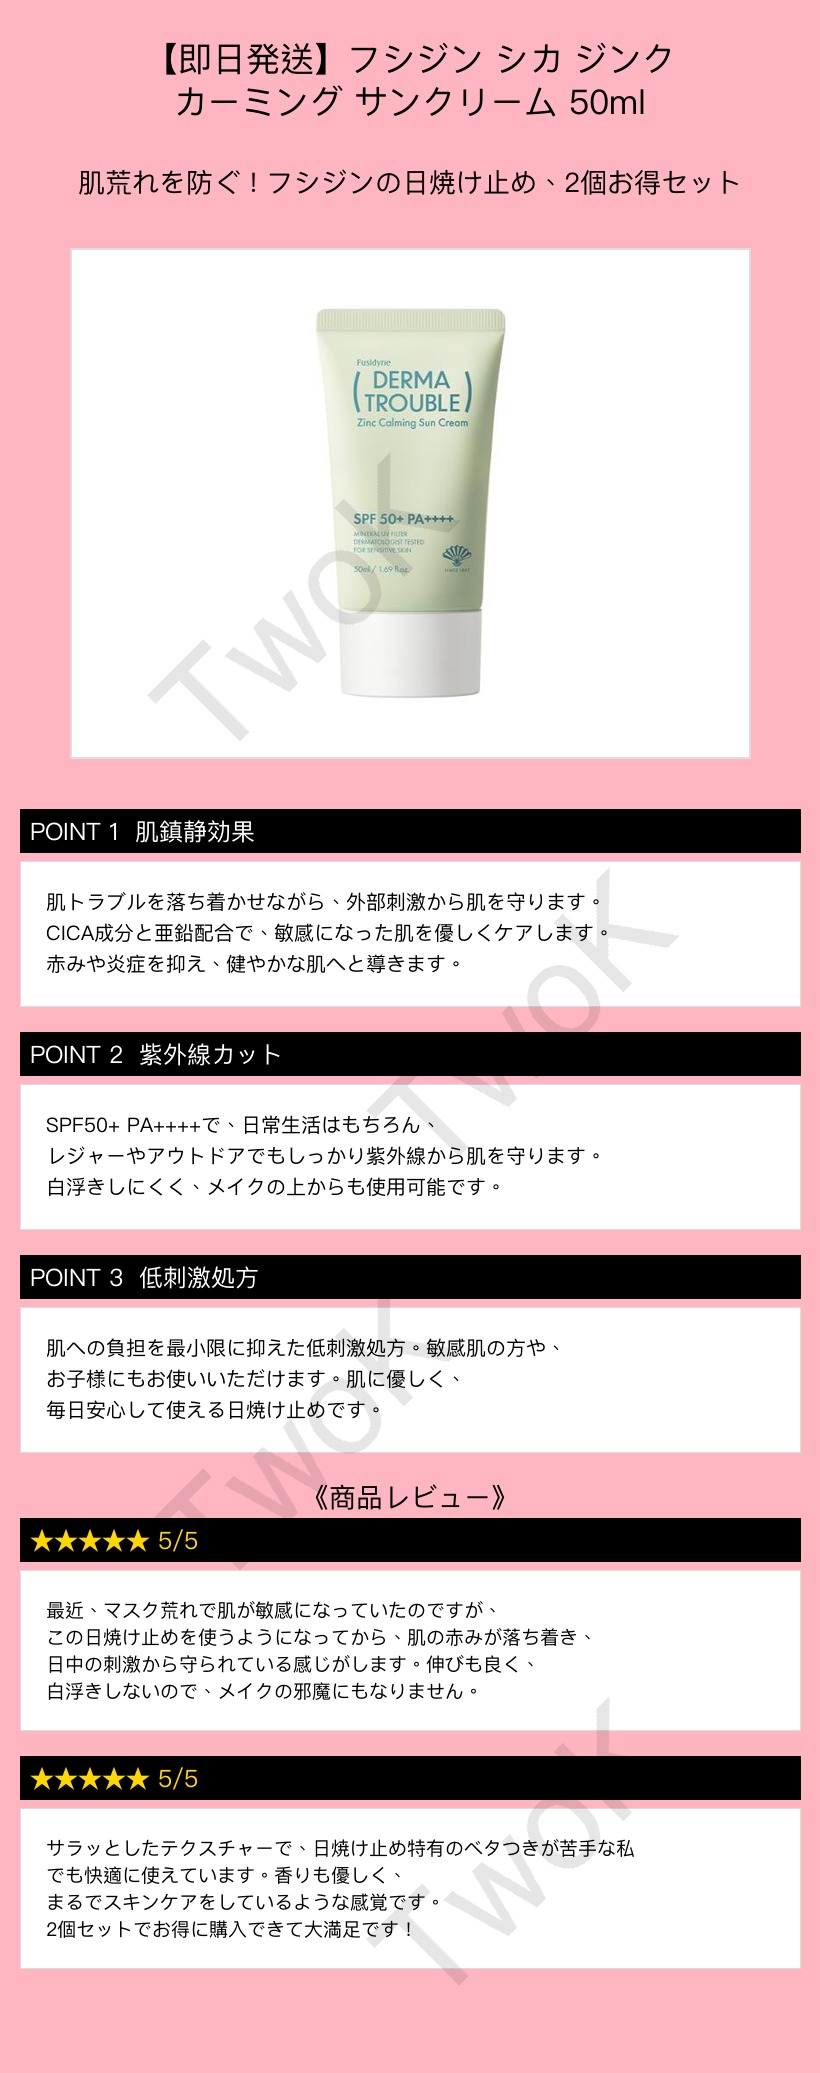 【即日発送】フシジン シカ ジンク
カーミング サンクリーム 50ml
肌荒れを防ぐ！フシジンの日焼け止め、2個お得セット
Fusidyne
(DERMA
TROUBLE)
Zinc Calming Sun Cream
SPF 50+ PA++++
MINERAL UV FILTER
DERMATOLOGIST TESTED
FOR SENSITIVE SKIN
50ml / 1.69 fl.oz.
TwoK
POINT 1 肌鎮静効果
肌トラブルを落ち着かせながら、外部刺激から肌を守ります。
CICA成分と亜鉛配合で、敏感になった肌を優しくケアします。
赤みや炎症を抑え、健やかな肌へと導きます。
TwoK
POINT 2 紫外線カット
SPF50+ PA++++で、日常生活はもちろん、
レジャーやアウトドアでもしっかり紫外線から肌を守ります。
白浮きしにくく、メイクの上からも使用可能です。
POINT 3 低刺激処方
肌への負担を最小限に抑えた低刺激処方。敏感肌の方や、
お子様にもお使いいただけます。肌に優しく、
毎日安心して使える日焼け止めです。
TwoK
《商品レビュー》
★★★★★ 5/5
最近、マスク荒れで肌が敏感になっていたのですが、
この日焼け止めを使うようになってから、肌の赤みが落ち着き、
日中の刺激から守られている感じがします。伸びも良く、
白浮きしないので、メイクの邪魔にもなりません。
★★★★★ 5/5
サラッとしたテクスチャーで、日焼け止め特有のベタつきが苦手な私
でも快適に使えています。香りも優しく、
まるでスキンケアをしているような感覚です。
2個セットでお得に購入できて大満足です！
TwoK